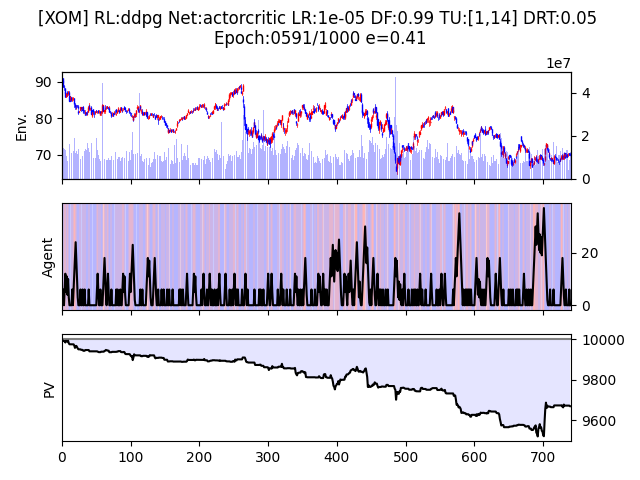 [XOM] RL:ddpg Net:actorcritic LR:1e-05 DF:0.99 TU:[1,14] DRT:0.05
Epoch:0591/1000 e=0.41
1e7
Env.
90
80
70
4
2
0
Agent
20
0
PV
10000
9800
9600
0 100 200 300 400 500 600 700